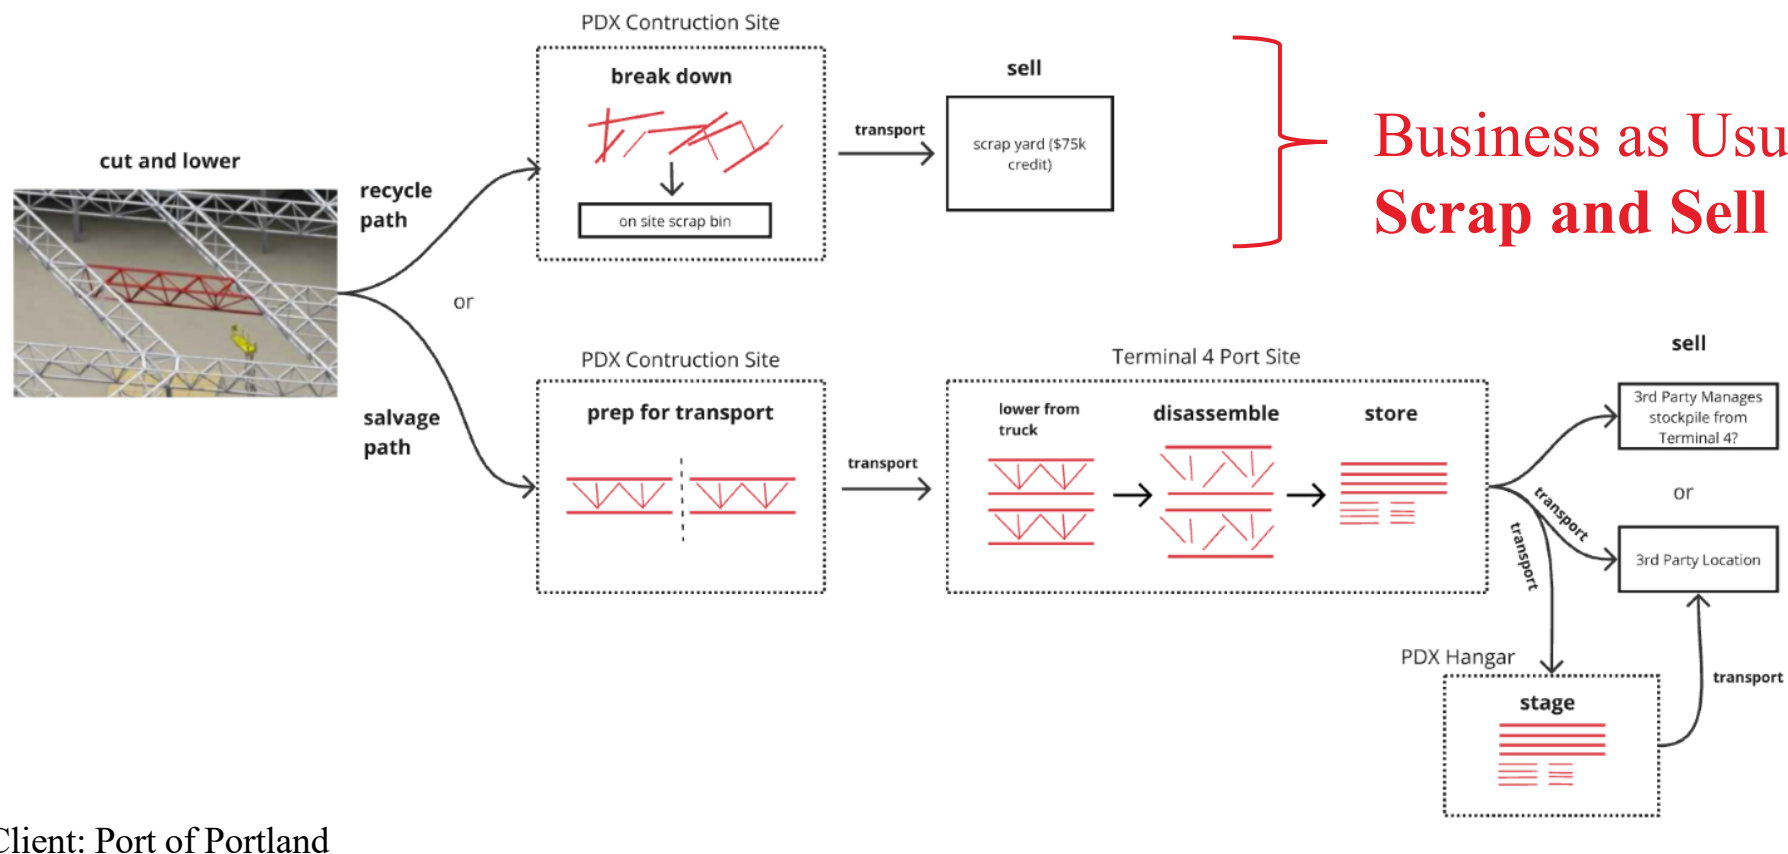 PDX Contruction Site
break down
on site scrap bin
sell
transport
scrap yard ($75k
credit)
Business as Usu
Scrap and Sell
cut and lower
recycle
path
or
salvage
path
PDX Contruction Site
prep for transport
transport
Terminal 4 Port Site
lower from
truck
disassemble
store
sell
3rd Party Manages
stockpile from
Terminal 4?
or
transport
transport
3rd Party Location
PDX Hangar
stage
transport
Client: Port of Portland